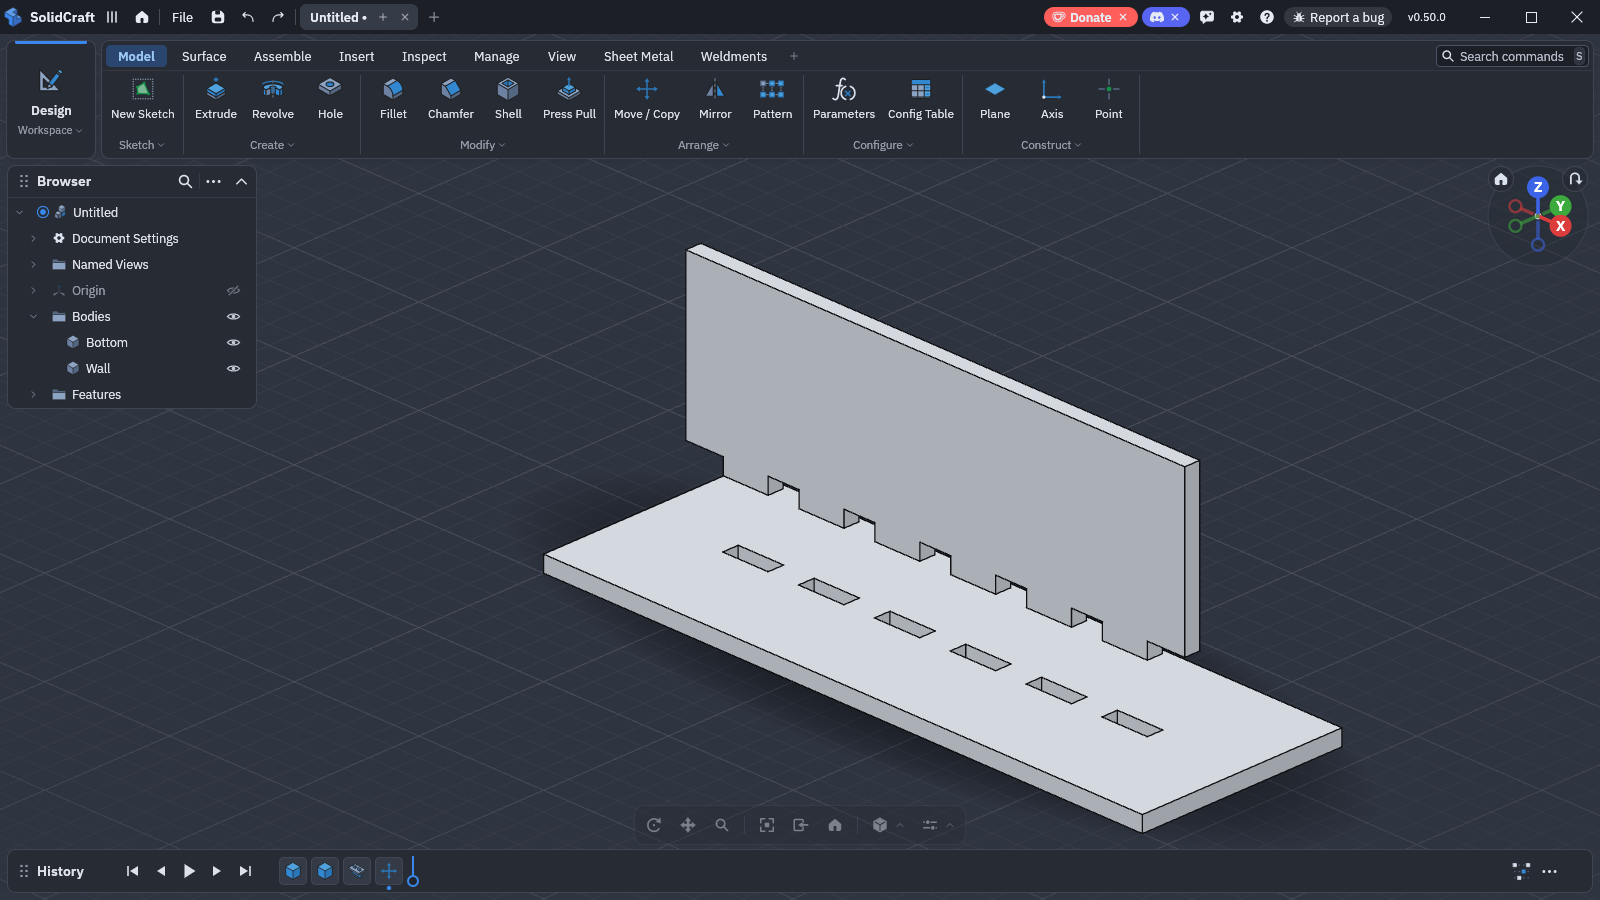 SolidCraft
File
Untitled •
Donate
Report a bug
v0.50.0
Design
Workspace
Model
Surface
Assemble
Insert
Inspect
Manage
View
Sheet Metal
Weldments
Search commands
S
New Sketch
Extrude
Revolve
Hole
Fillet
Chamfer
Shell
Press Pull
Move / Copy
Mirror
Pattern
Parameters
Config Table
Plane
Axis
Point
Sketch
Create
Modify
Arrange
Configure
Construct
Browser
Untitled
Document Settings
Named Views
Origin
Bodies
Bottom
Wall
Features
Z
Y
X
History